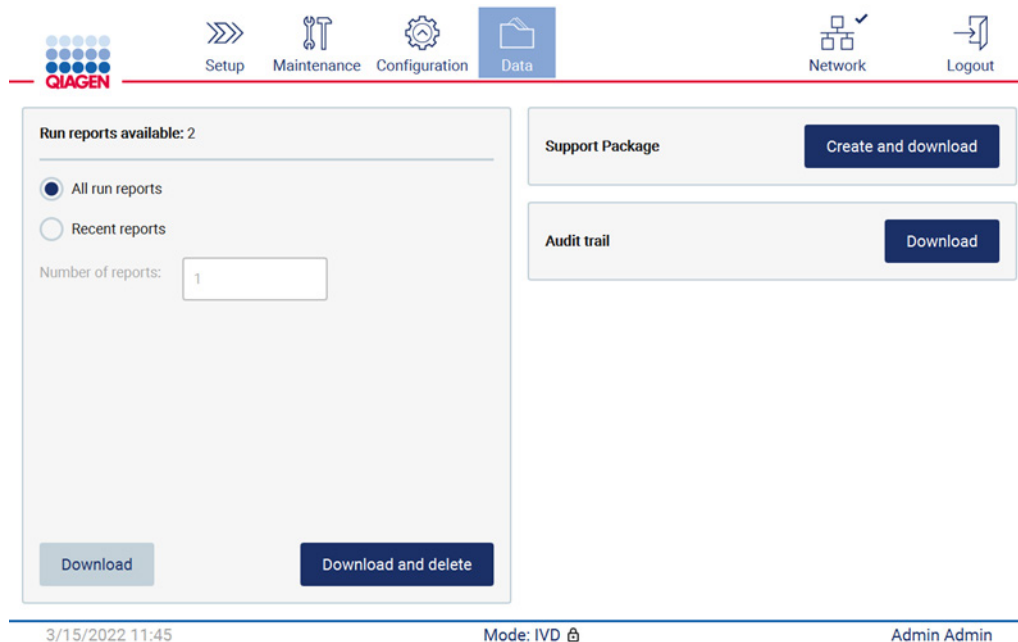 QIAGEN
Setup
Maintenance
Configuration
Data
Network
Logout
Run reports available: 2
All run reports
Recent reports
Number of reports:
1
Download
Download and delete
Support Package
Create and download
Audit trail
Download
3/15/2022 11:45
Mode: IVD
Admin Admin